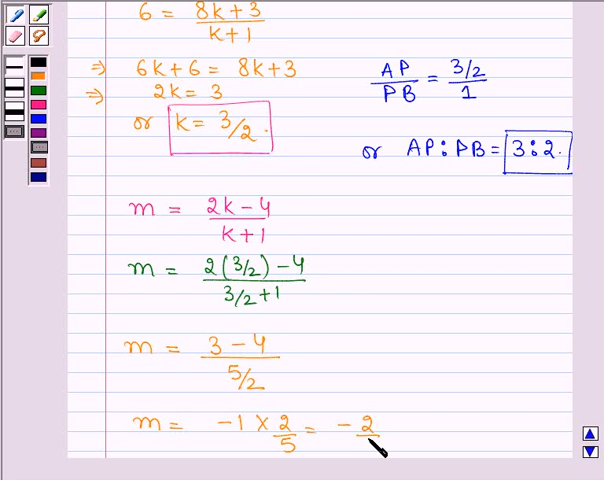 6 = 8k+3 / k+1
⇒ 6k+6 = 8k+3
⇒ 2k = 3
or k = 3/2.
AP/PB = 3/2 / 1
or AP:PB = 3:2.
m = 2k-4 / k+1
m = 2(3/2)-4 / 3/2+1
m = 3-4 / 5/2
m = -1 × 2/5 = -2